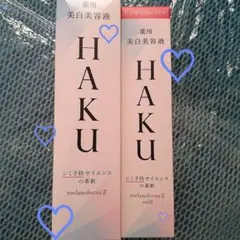 薬用
美白美容液
HAKU
シミ予防サイエンス
の革新
melanofocus Z
薬用
美白美容液
HAKU
シミ予防サイエンス
の革新
melanofocus Z
refill